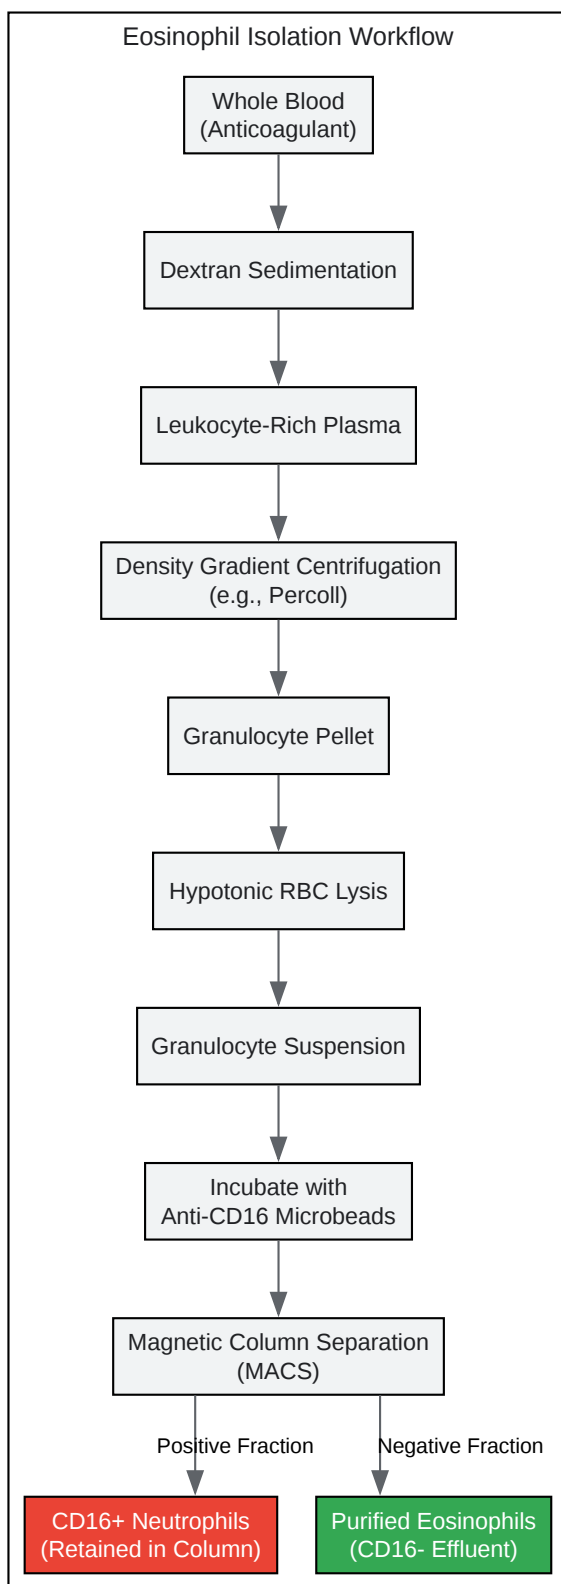 Eosinophil Isolation Workflow
Whole Blood
(Anticoagulant)
Dextran Sedimentation
Leukocyte-Rich Plasma
Density Gradient Centrifugation
(e.g., Percoll)
Granulocyte Pellet
Hypotonic RBC Lysis
Granulocyte Suspension
Incubate with
Anti-CD16 Microbeads
Magnetic Column Separation
(MACS)
Positive Fraction
Negative Fraction
CD16+ Neutrophils
(Retained in Column)
Purified Eosinophils
(CD16- Effluent)